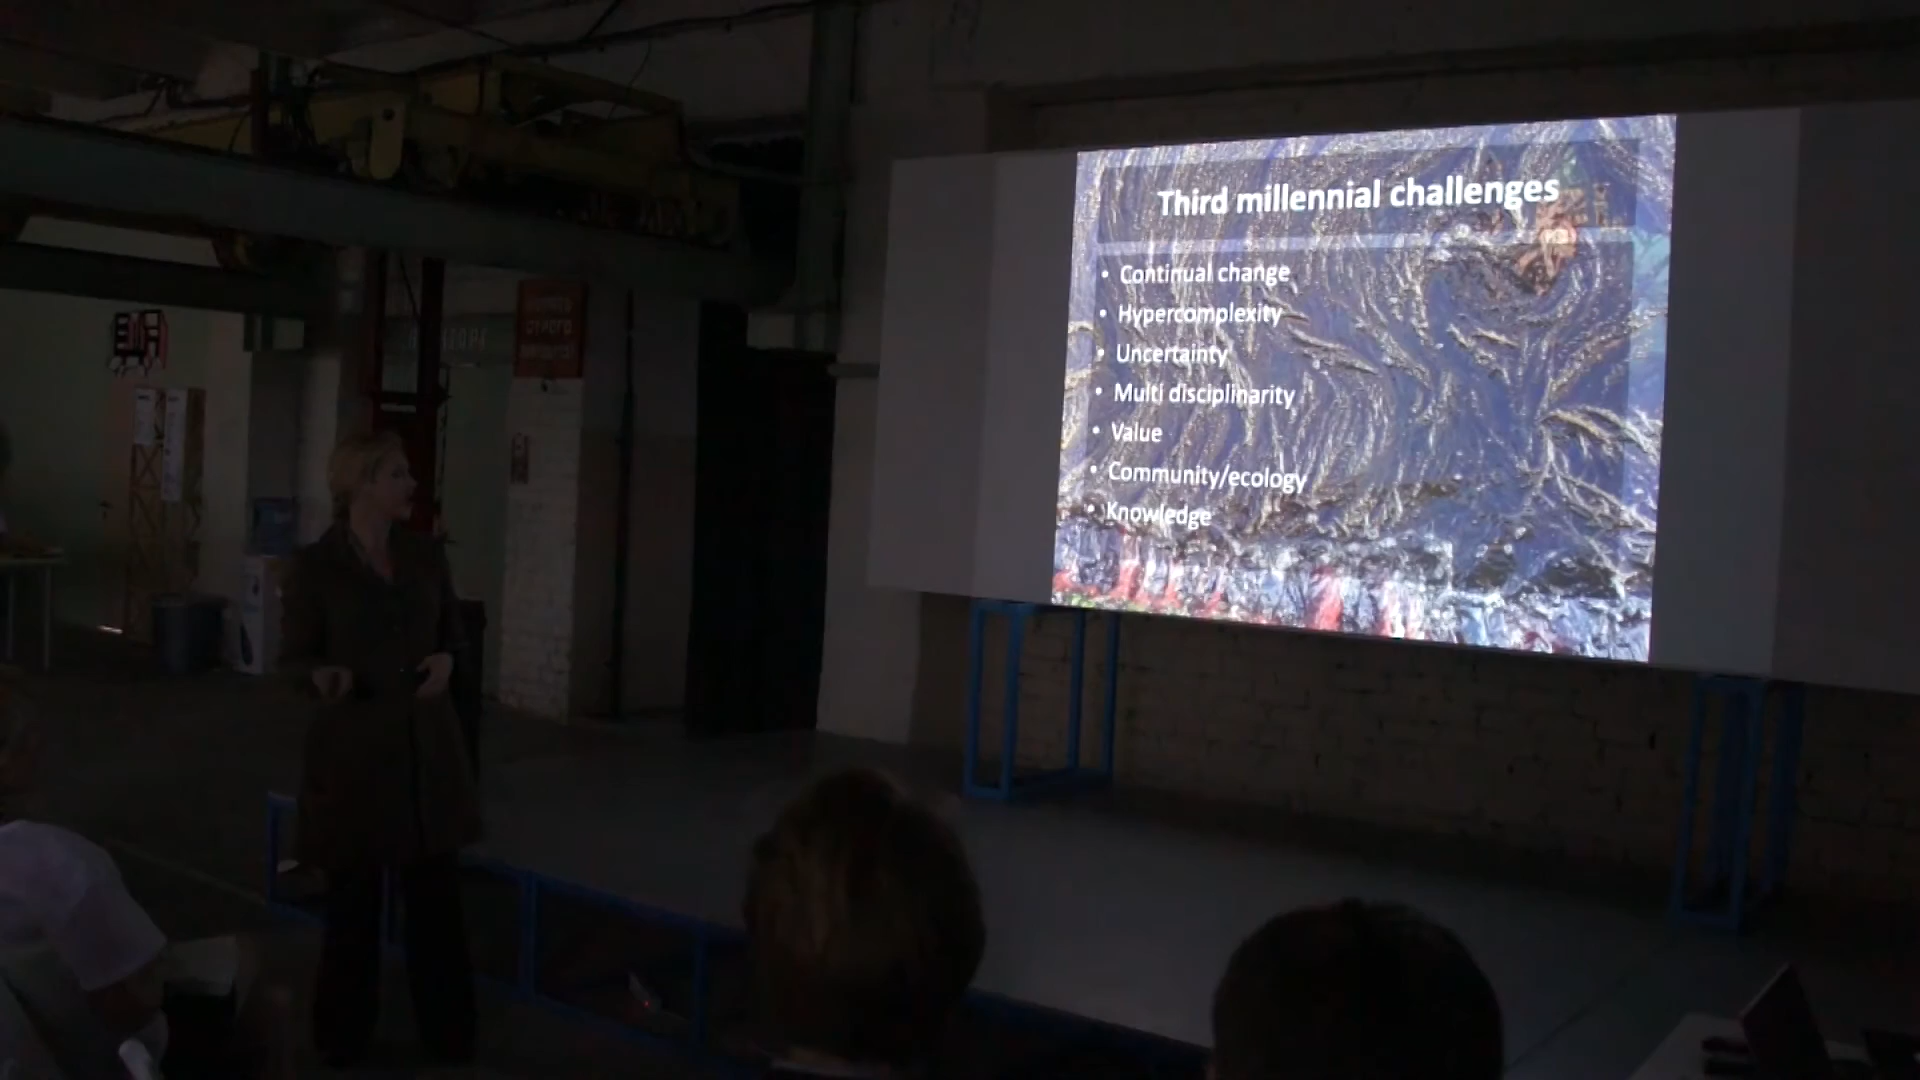 Third millennial challenges
• Continual change
• Hypercomplexity
• Uncertainty
• Multi disciplinarity
• Value
• Community/ecology
• Knowledge